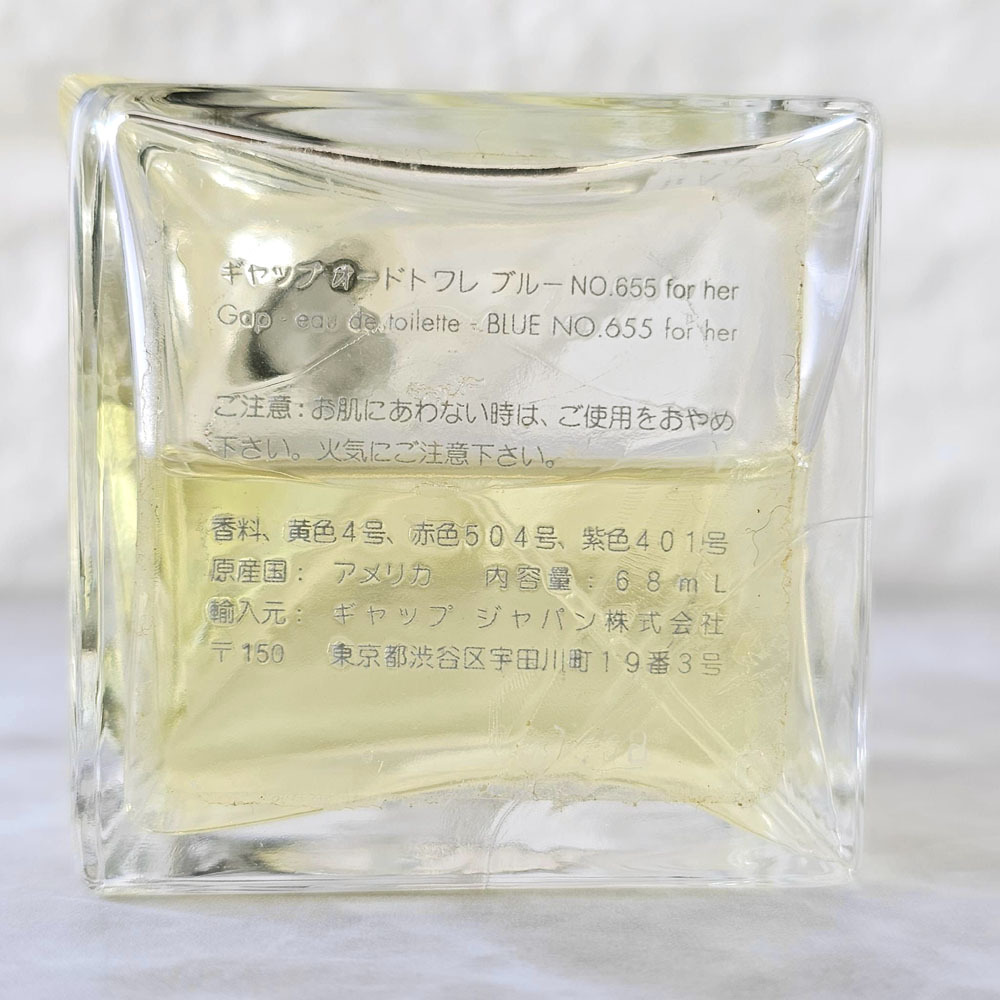 ギャップ オードトワレ ブルー NO.655 for her
Gap - eau de toilette - BLUE NO.655 for her
ご注意：お肌にあわない時は、ご使用をおやめ
下さい。火気にご注意下さい。
香料、黄色4号、赤色504号、紫色401号
原産国： アメリカ 内容量：68mL
輸入元： ギャップ ジャパン株式会社
〒150 東京都渋谷区宇田川町19番3号